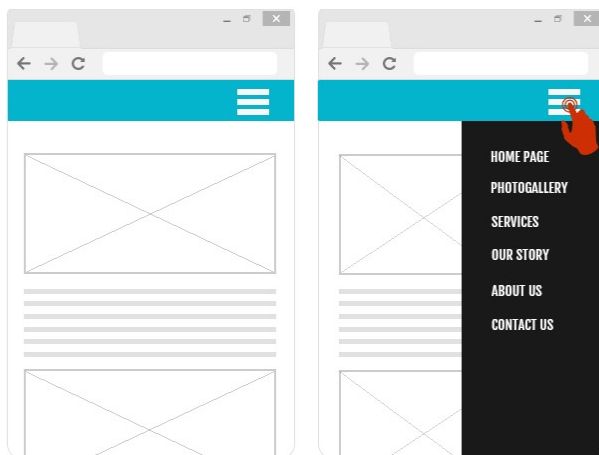 HOME PAGE
PHOTOGALLERY
SERVICES
OUR STORY
ABOUT US
CONTACT US